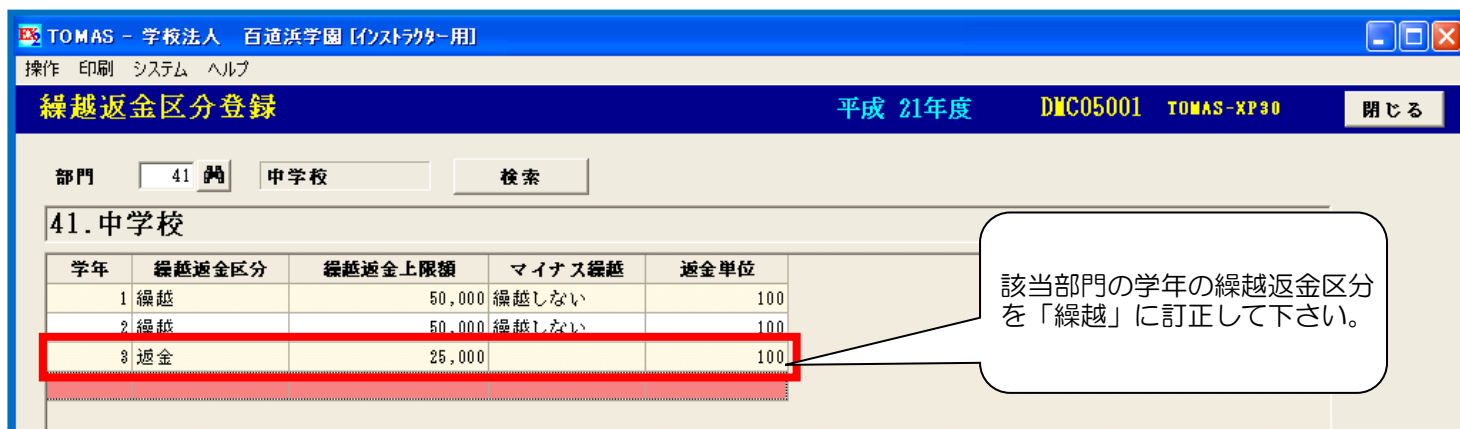 TOMAS - 学校法人　百道浜学園 [インストラクター用]
操作 印刷 システム ヘルプ
繰越返金区分登録 平成 21年度 DMC05001 TOMAS-XP30 閉じる
部門 41 中学校 検索
41.中学校
学年 繰越返金区分 繰越返金上限額 マイナス繰越 返金単位
1 繰越 50,000 繰越しない 100
2 繰越 50,000 繰越しない 100
3 返金 25,000 100
該当部門の学年の繰越返金区分
を「繰越」に訂正して下さい。